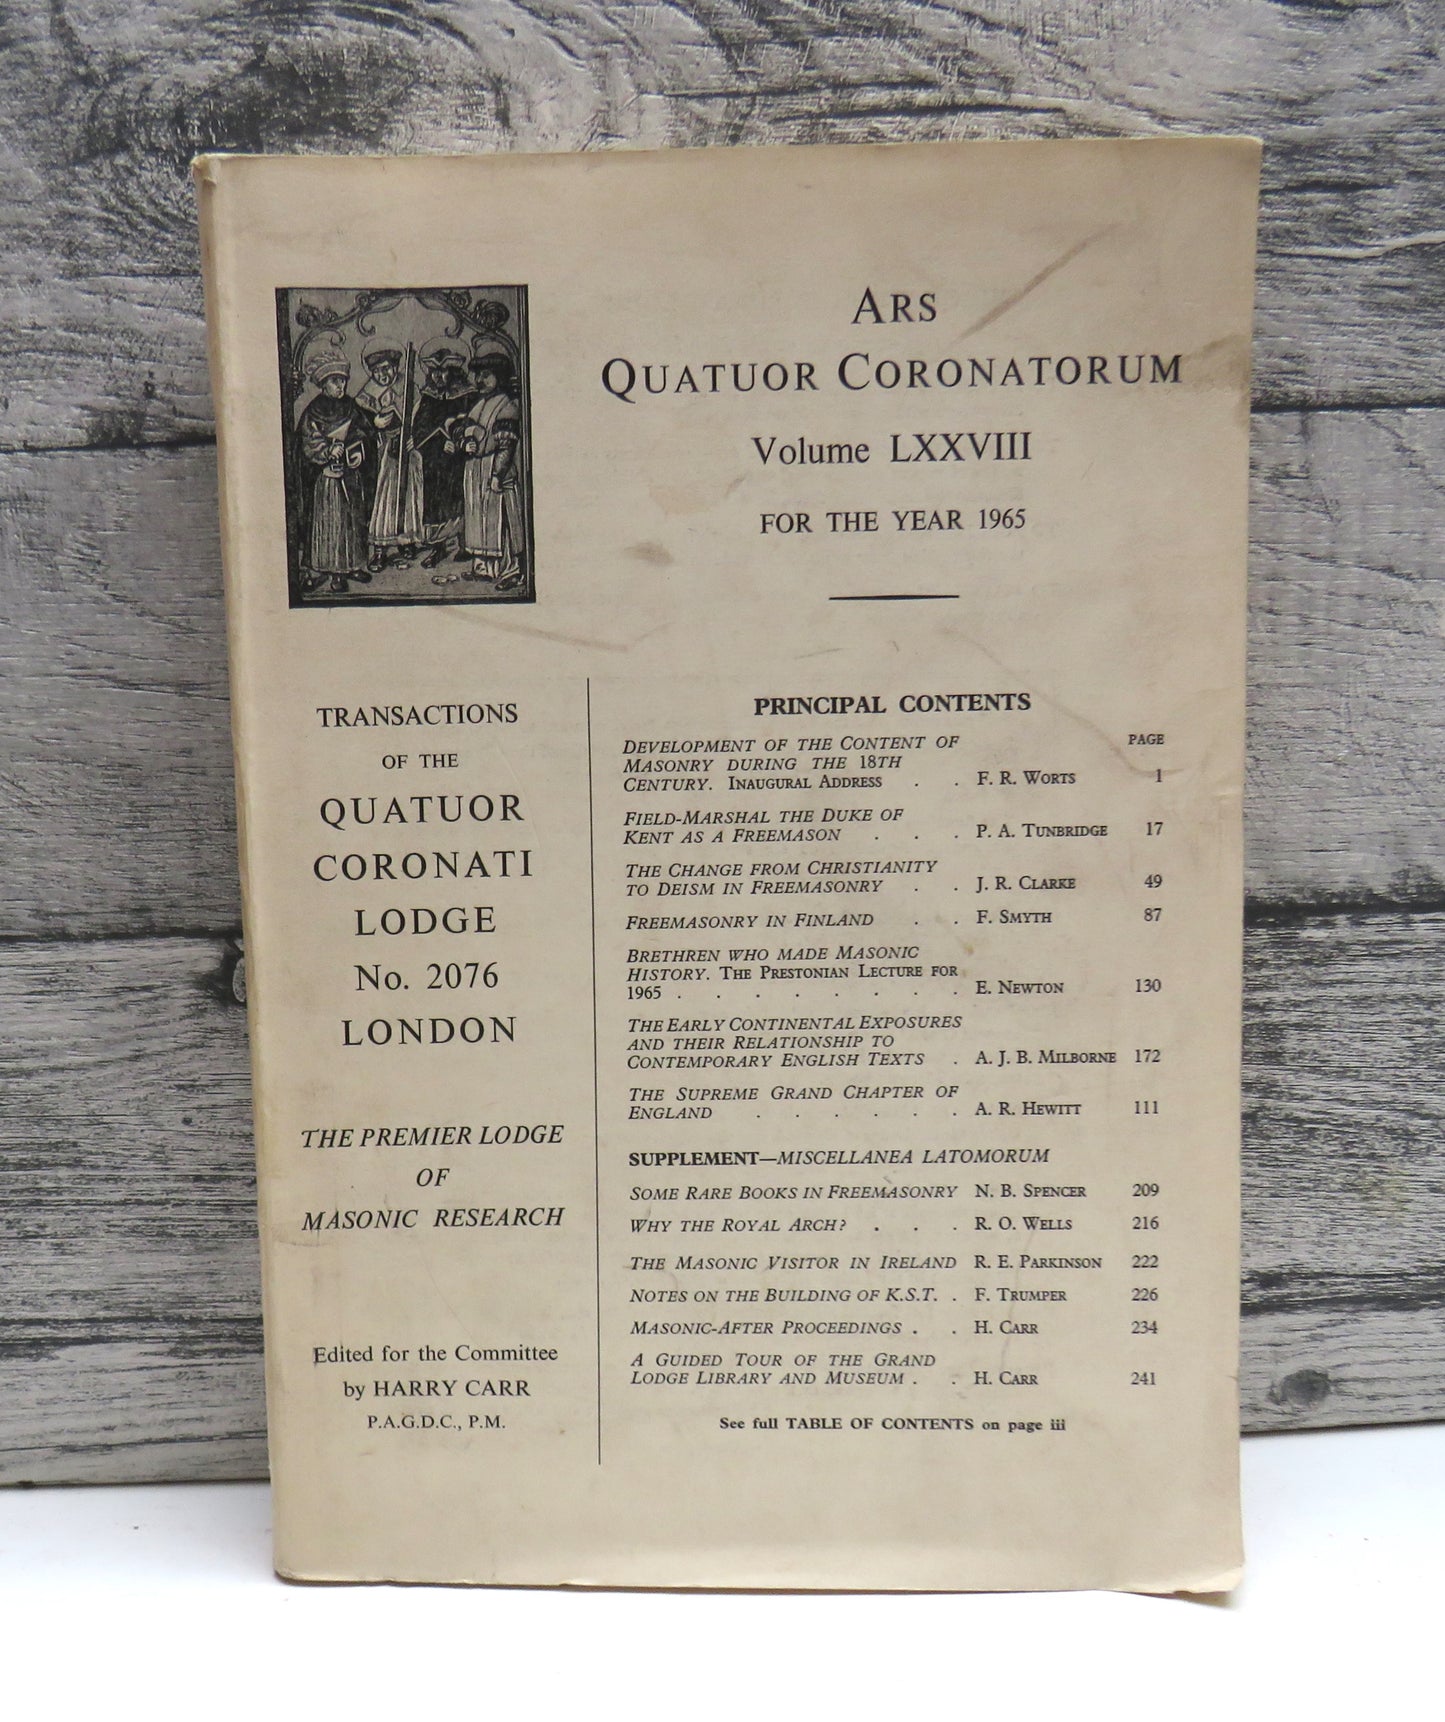 ARS
QUATUOR CORONATORUM
Volume LXXVIII
FOR THE YEAR 1965
TRANSACTIONS
OF THE
QUATUOR
CORONATI
LODGE
No. 2076
LONDON
THE PREMIER LODGE
OF
MASONIC RESEARCH
Edited for the Committee
by HARRY CARR
P.A.G.D.C., P.M.
PRINCIPAL CONTENTS
PAGE
DEVELOPMENT OF THE CONTENT OF
MASONRY DURING THE 18TH
CENTURY. INAUGURAL ADDRESS . . F. R. WORTS 1
FIELD-MARSHAL THE DUKE OF
KENT AS A FREEMASON . . . P. A. TUNBRIDGE 17
THE CHANGE FROM CHRISTIANITY
TO DEISM IN FREEMASONRY . . J. R. CLARKE 49
FREEMASONRY IN FINLAND . . F. SMYTH 87
BRETHREN WHO MADE MASONIC
HISTORY. THE PRESTONIAN LECTURE FOR
1965 . . . . . . . . E. NEWTON 130
THE EARLY CONTINENTAL EXPOSURES
AND THEIR RELATIONSHIP TO
CONTEMPORARY ENGLISH TEXTS . A. J. B. MILBORNE 172
THE SUPREME GRAND CHAPTER OF
ENGLAND . . . . . . A. R. HEWITT 111
SUPPLEMENT—MISCELLANEA LATOMORUM
SOME RARE BOOKS IN FREEMASONRY N. B. SPENCER 209
WHY THE ROYAL ARCH? . . . R. O. WELLS 216
THE MASONIC VISITOR IN IRELAND R. E. PARKINSON 222
NOTES ON THE BUILDING OF K.S.T. . F. TRUMPER 226
MASONIC-AFTER PROCEEDINGS . . H. CARR 234
A GUIDED TOUR OF THE GRAND
LODGE LIBRARY AND MUSEUM . . H. CARR 241
See full TABLE OF CONTENTS on page iii